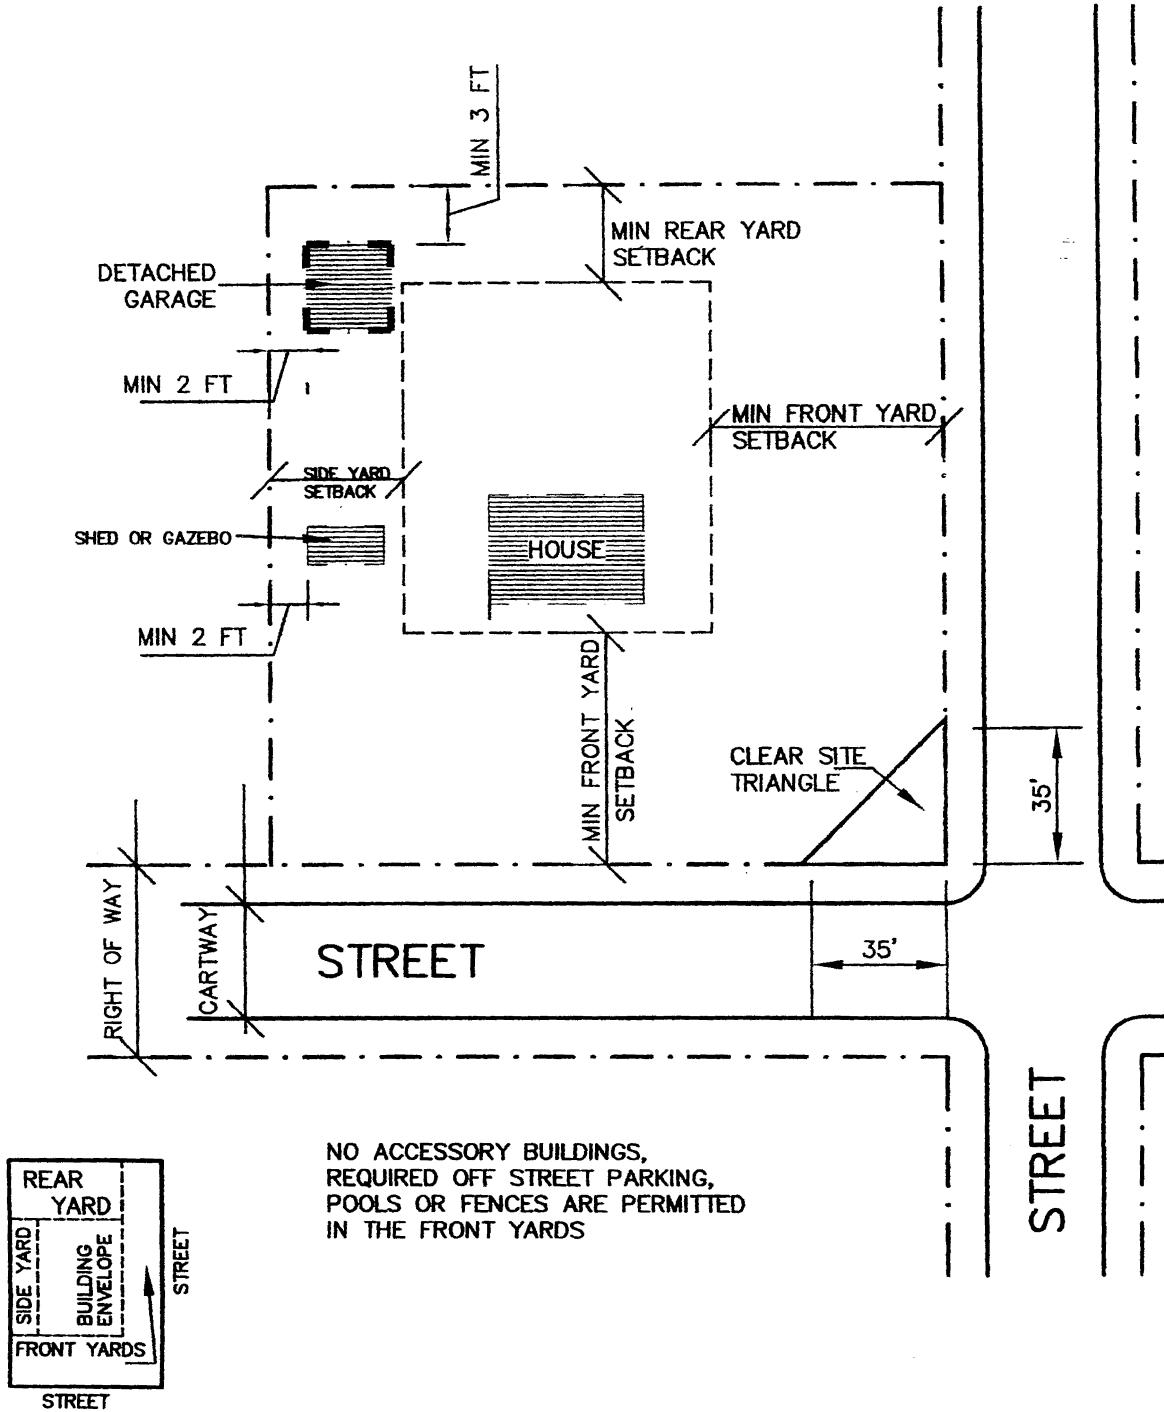 MIN 3 FT
MIN REAR YARD
SETBACK
DETACHED
GARAGE
MIN 2 FT
MIN FRONT YARD
SETBACK
SIDE YARD
SETBACK
SHED OR GAZEBO
HOUSE
MIN 2 FT
MIN FRONT YARD
SETBACK
CLEAR SITE
TRIANGLE
35'
RIGHT OF WAY
CARTWAY
STREET
35'
STREET
NO ACCESSORY BUILDINGS,
REQUIRED OFF STREET PARKING,
POOLS OR FENCES ARE PERMITTED
IN THE FRONT YARDS
REAR
YARD
SIDE YARD
BUILDING
ENVELOPE
STREET
FRONT YARDS
STREET